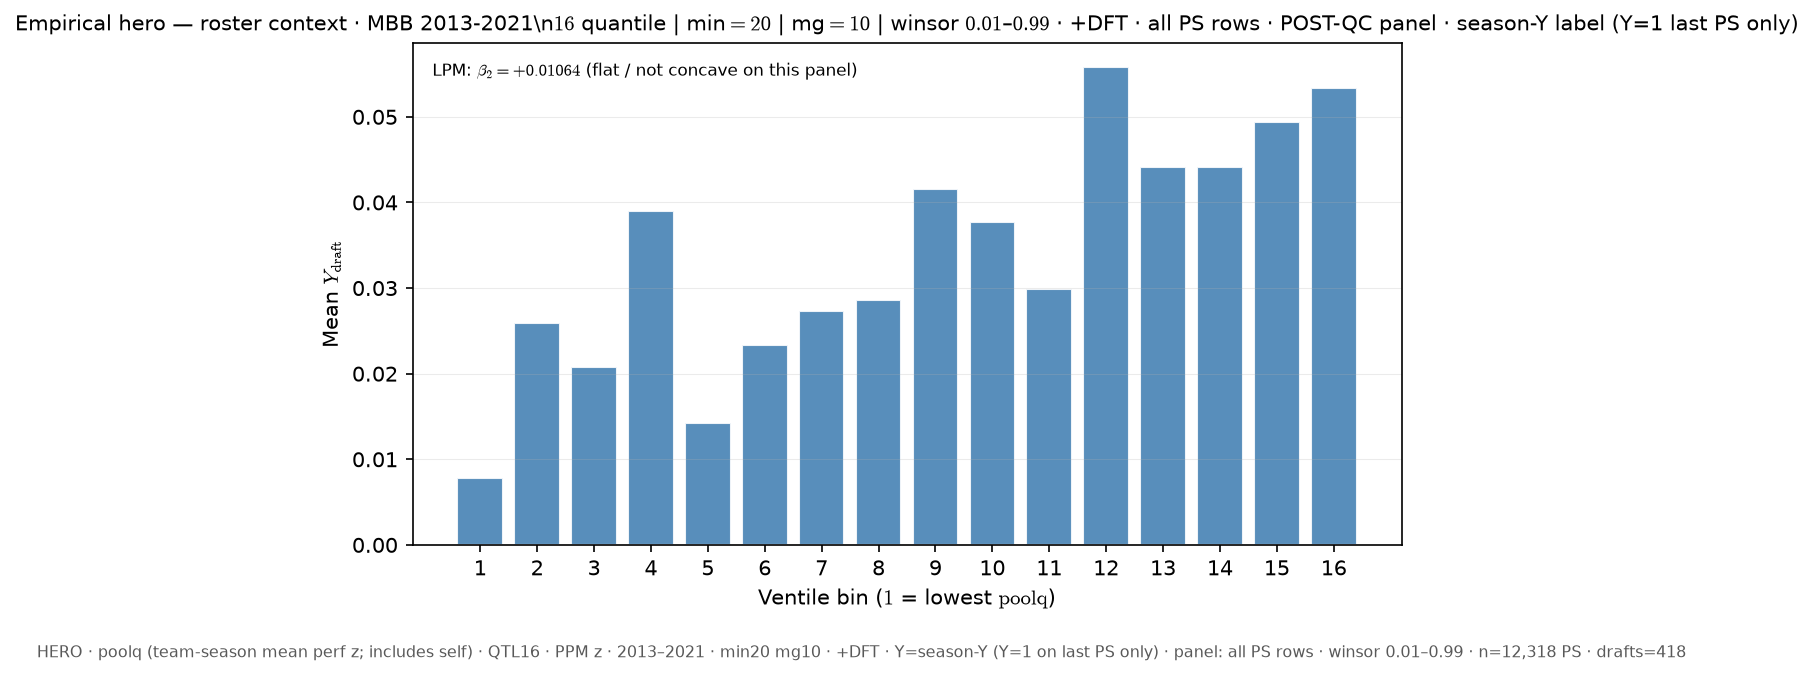 Empirical hero — roster context · MBB 2013-2021\n16 quantile | min = 20 | mg = 10 | winsor 0.01–0.99 · +DFT · all PS rows · POST-QC panel · season-Y label (Y=1 last PS only)
LPM: β₂ = +0.01064 (flat / not concave on this panel)
Mean Y_draft
0.05
0.04
0.03
0.02
0.01
0.00
1 2 3 4 5 6 7 8 9 10 11 12 13 14 15 16
Ventile bin (1 = lowest poolq)
HERO · poolq (team-season mean perf z; includes self) · QTL16 · PPM z · 2013–2021 · min20 mg10 · +DFT · Y=season-Y (Y=1 on last PS only) · panel: all PS rows · winsor 0.01–0.99 · n=12,318 PS · drafts=418